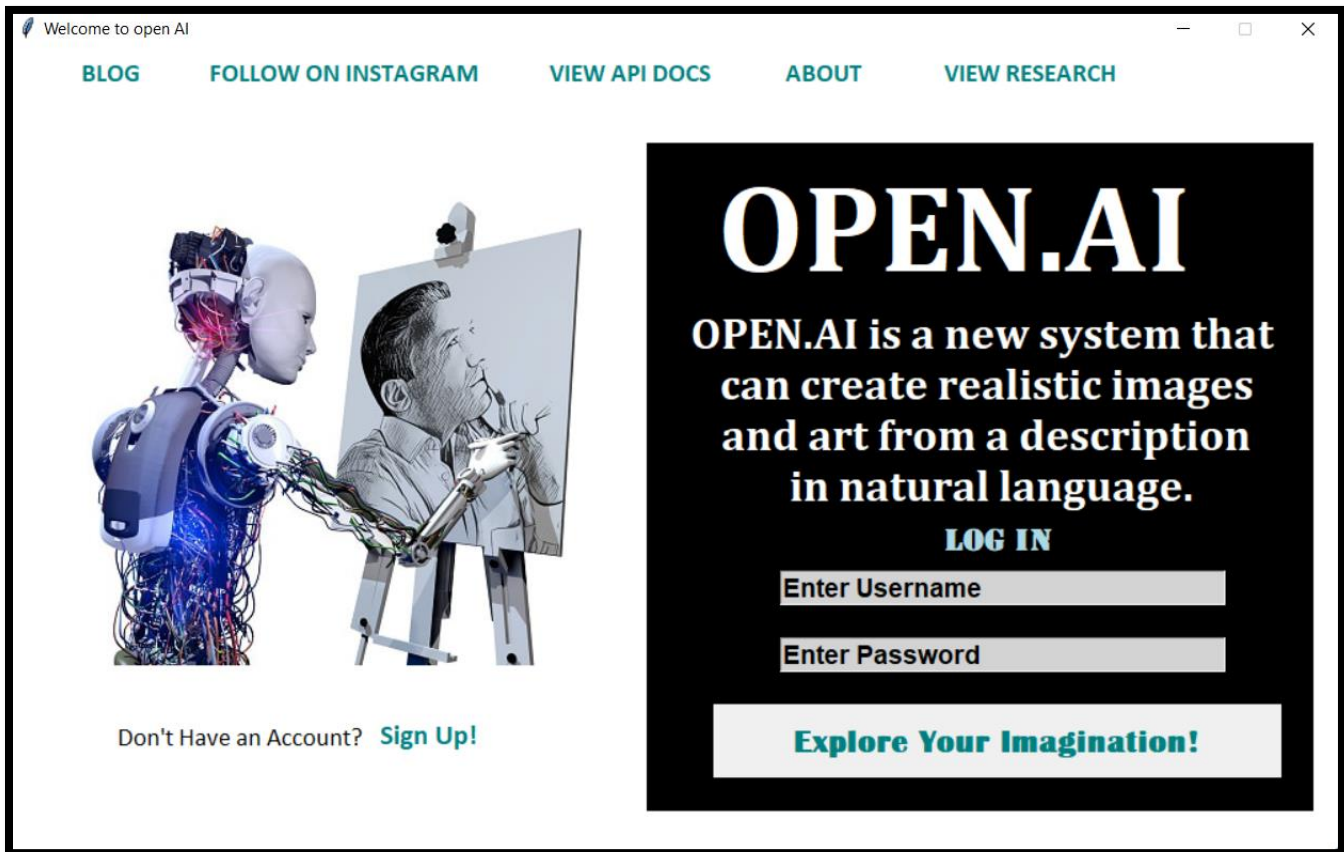 Welcome to open AI
BLOG FOLLOW ON INSTAGRAM VIEW API DOCS ABOUT VIEW RESEARCH
OPEN.AI
OPEN.AI is a new system that
can create realistic images
and art from a description
in natural language.
LOG IN
Enter Username
Enter Password
Explore Your Imagination!
Don't Have an Account? Sign Up!